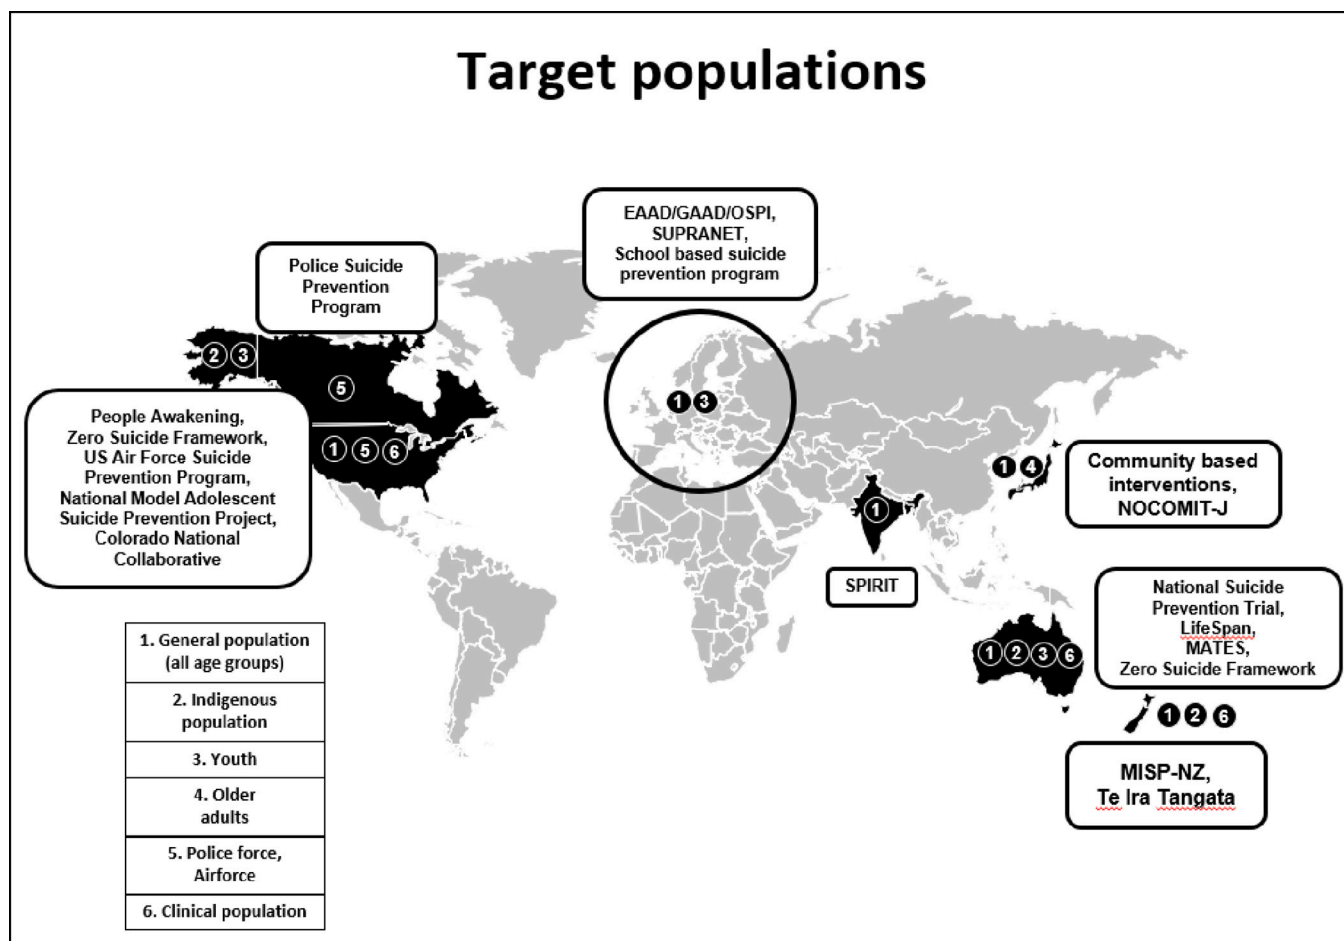 Target populations
EAAD/GAAD/OSPI,
SUPRANET,
School based suicide
prevention program
Police Suicide
Prevention
Program
2 3
5
1 3
People Awakening,
Zero Suicide Framework,
US Air Force Suicide
Prevention Program,
National Model Adolescent
Suicide Prevention Project,
Colorado National
Collaborative
1 5 6
1 4
Community based
interventions,
NOCOMIT-J
1
SPIRIT
National Suicide
Prevention Trial,
LifeSpan,
MATES,
Zero Suicide Framework
1 2 3 6
1 2 6
MISP-NZ,
Te Ira Tangata
1. General population
(all age groups)
2. Indigenous
population
3. Youth
4. Older
adults
5. Police force,
Airforce
6. Clinical population